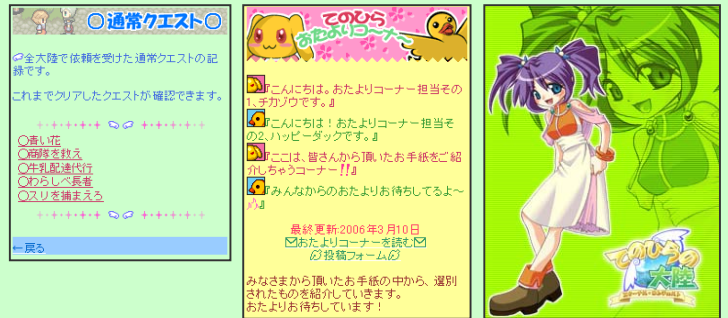 ○通常クエスト○
全大陸で依頼を受けた通常クエストの記
録です。
これまでクリアしたクエストが確認できます。
○青い花
○商隊を救え
○牛乳配達代行
○わらしべ長者
○スリを捕まえろ
←戻る
てのひら
おたよりコ〜ナ〜
『こんにちは。おたよりコーナー担当その
1、チカゾウです。』
『こんにちは！おたよりコーナー担当そ
の2、ハッピーダックです。』
『ここは、皆さんから頂いたお手紙をご紹
介しちゃうコーナー!!』
『みんなからのおたよりお待ちしてるよ〜
』
最終更新:2006年3月10日
おたよりコーナーを読む
投稿フォーム
みなさまから頂いたお手紙の中から、選別
されたものを紹介していきます。
おたよりお待ちしています！
てのひらの
大陸